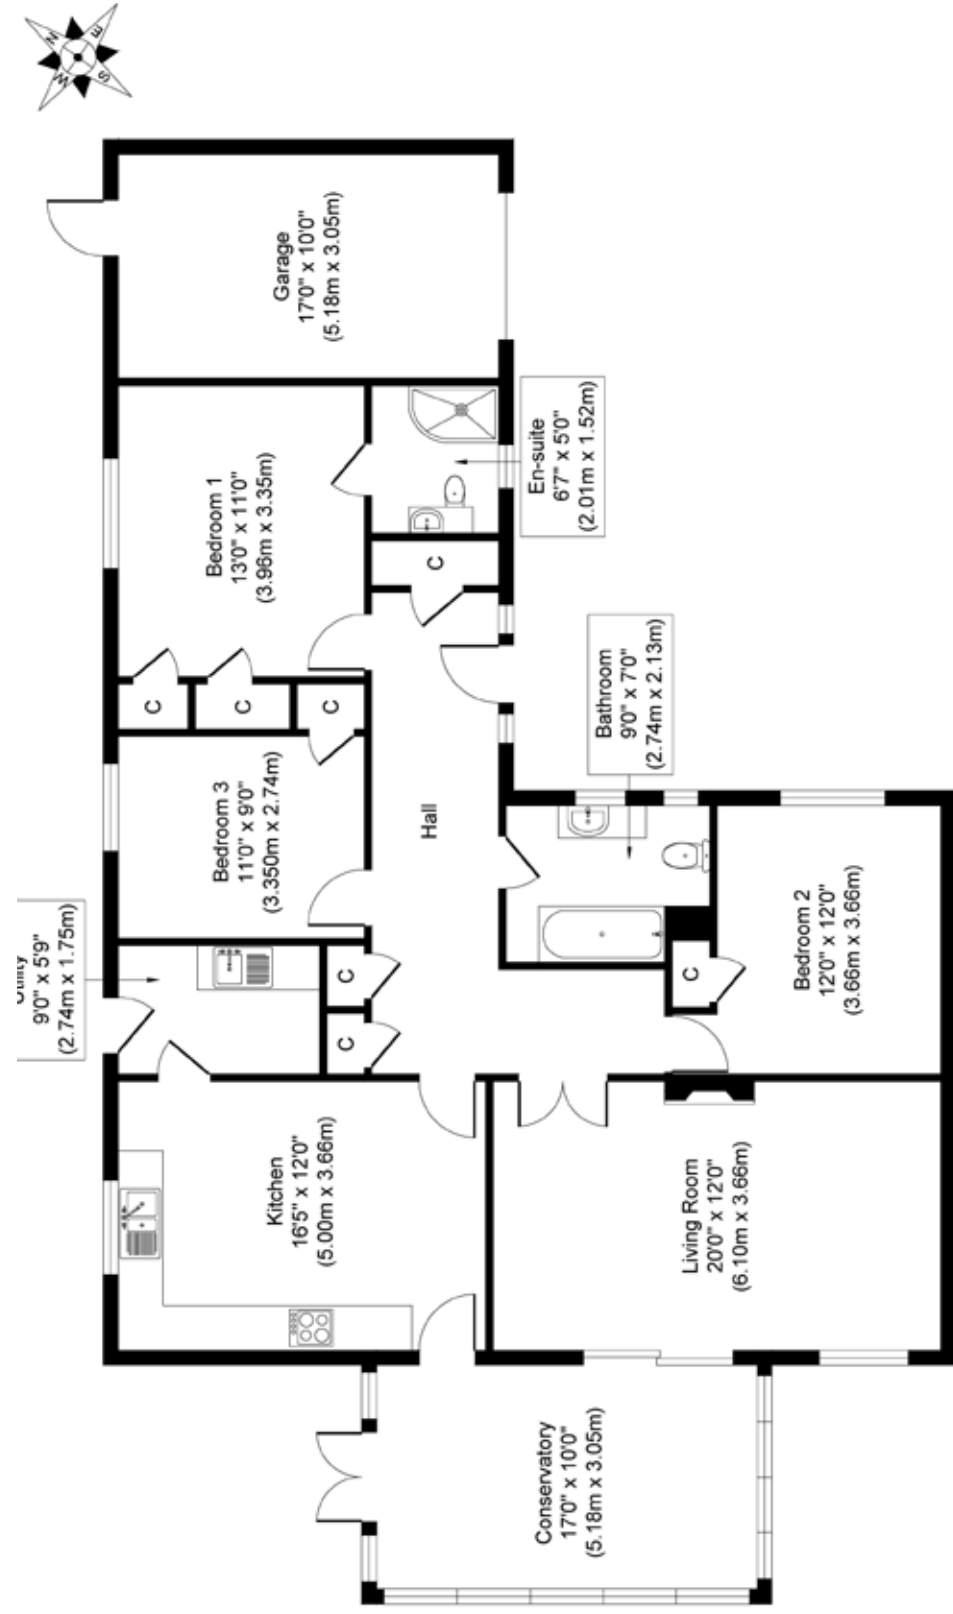 N
E
S
W
Garage
17'0" x 10'0"
(5.18m x 3.05m)
Bedroom 1
13'0" x 11'0"
(3.96m x 3.35m)
En-suite
6'7" x 5'0"
(2.01m x 1.52m)
C
C
C
C
Bathroom
9'0" x 7'0"
(2.74m x 2.13m)
Bedroom 3
11'0" x 9'0"
(3.350m x 2.74m)
Hall
Utility
9'0" x 5'9"
(2.74m x 1.75m)
C
C
C
Bedroom 2
12'0" x 12'0"
(3.66m x 3.66m)
Kitchen
16'5" x 12'0"
(5.00m x 3.66m)
Living Room
20'0" x 12'0"
(6.10m x 3.66m)
Conservatory
17'0" x 10'0"
(5.18m x 3.05m)